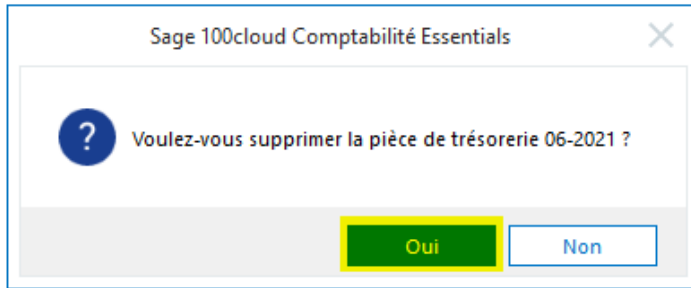 Sage 100cloud Comptabilité Essentials
?
Voulez-vous supprimer la pièce de trésorerie 06-2021 ?
Oui
Non